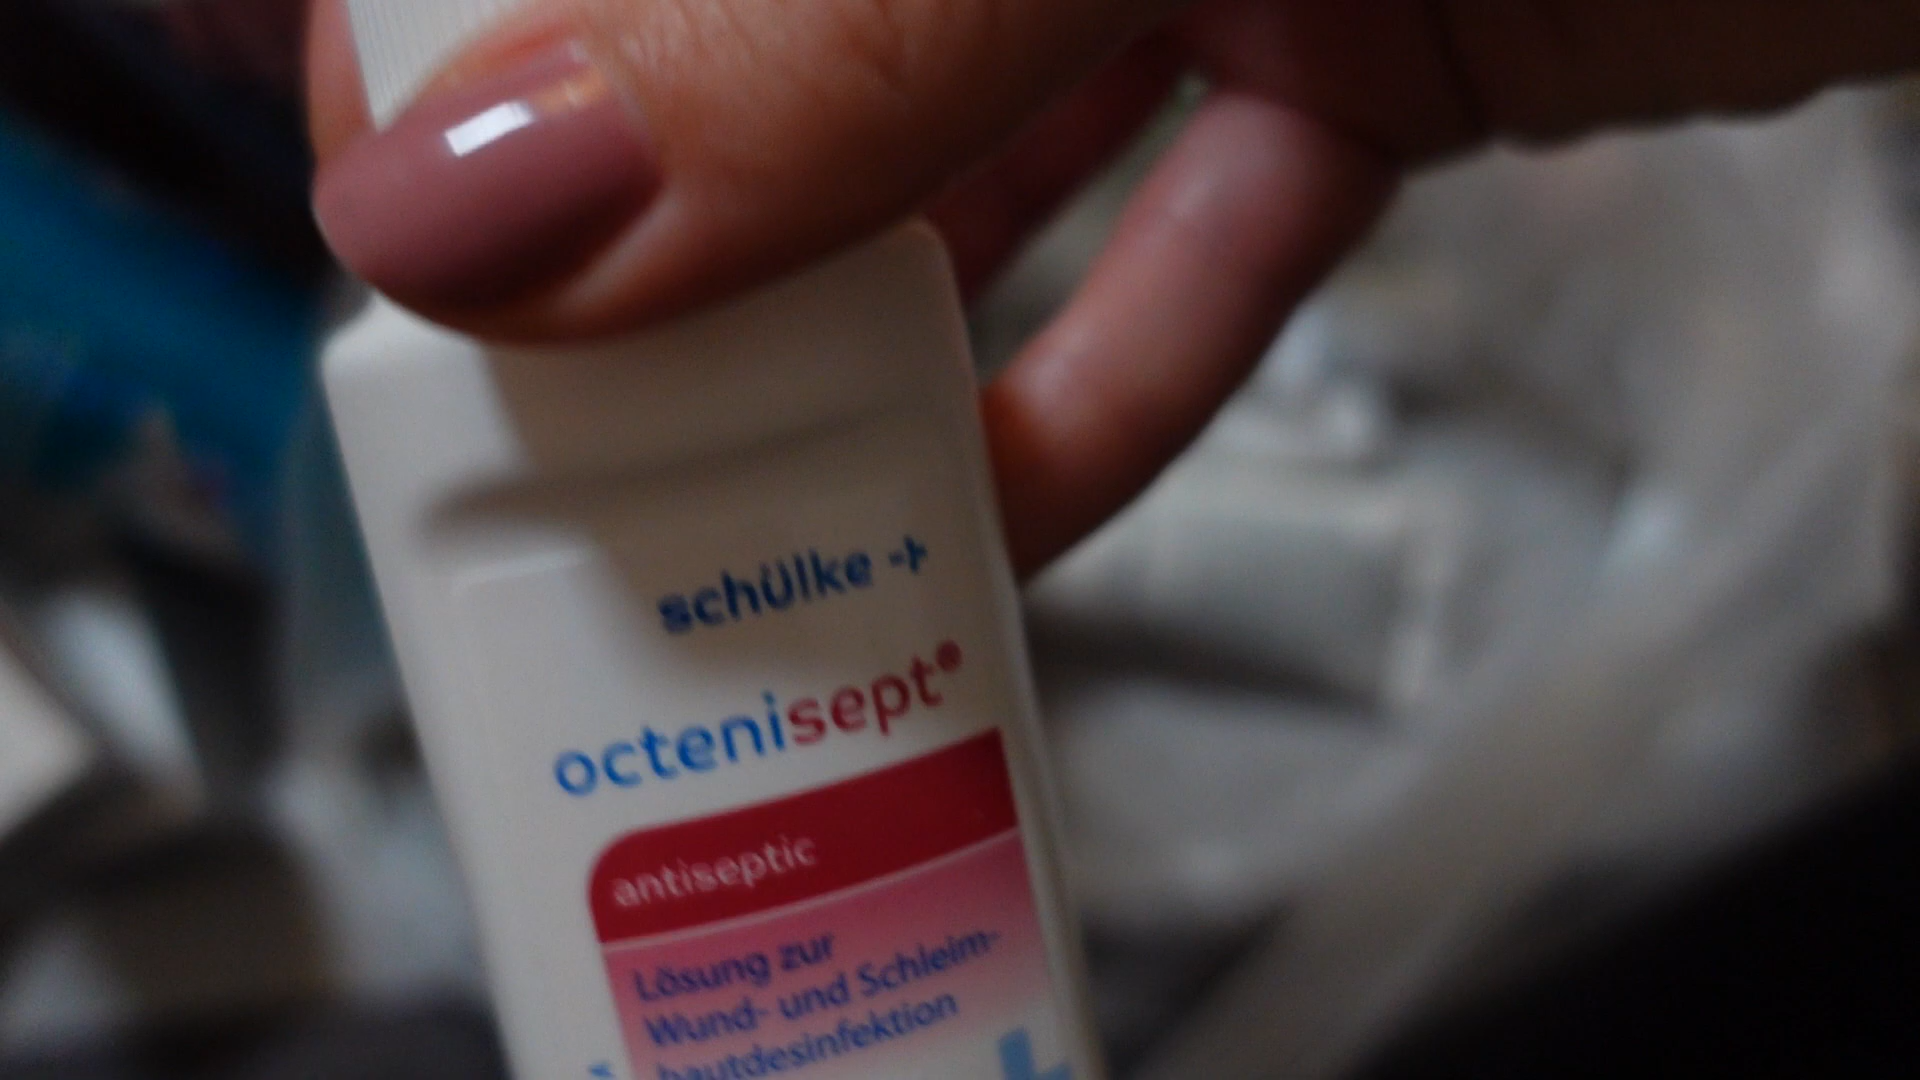 schülke -+
octenisept®
antiseptic
Lösung zur
Wund- und Schleim-
hautdesinfektion